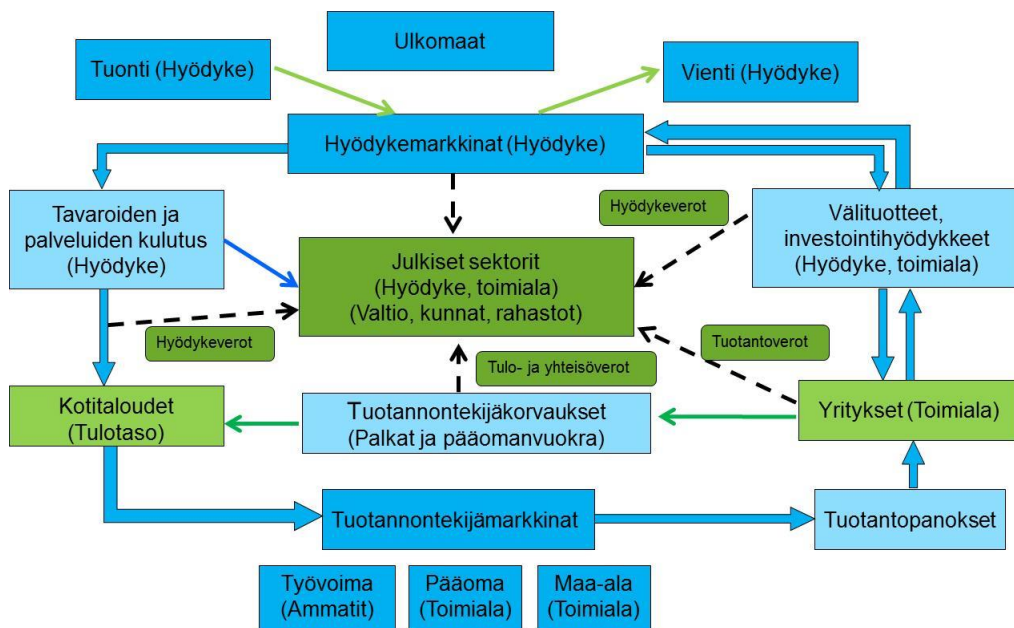 Ulkomaat
Tuonti (Hyödyke)
Vienti (Hyödyke)
Hyödykemarkkinat (Hyödyke)
Tavaroiden ja
palveluiden kulutus
(Hyödyke)
Hyödykeverot
Välituotteet,
investointihyödykkeet
(Hyödyke, toimiala)
Julkiset sektorit
(Hyödyke, toimiala)
(Valtio, kunnat, rahastot)
Hyödykeverot
Tuotantoverot
Tulo- ja yhteisöverot
Kotitaloudet
(Tulotaso)
Tuotannontekijäkorvaukset
(Palkat ja pääomanvuokra)
Yritykset (Toimiala)
Tuotannontekijämarkkinat
Tuotantopanokset
Työvoima
(Ammatit)
Pääoma
(Toimiala)
Maa-ala
(Toimiala)